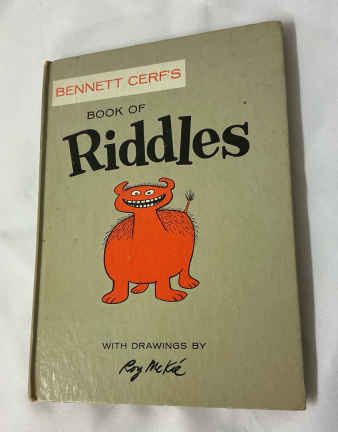 BENNETT CERF'S
BOOK OF
Riddles
WITH DRAWINGS BY
Roy McKie